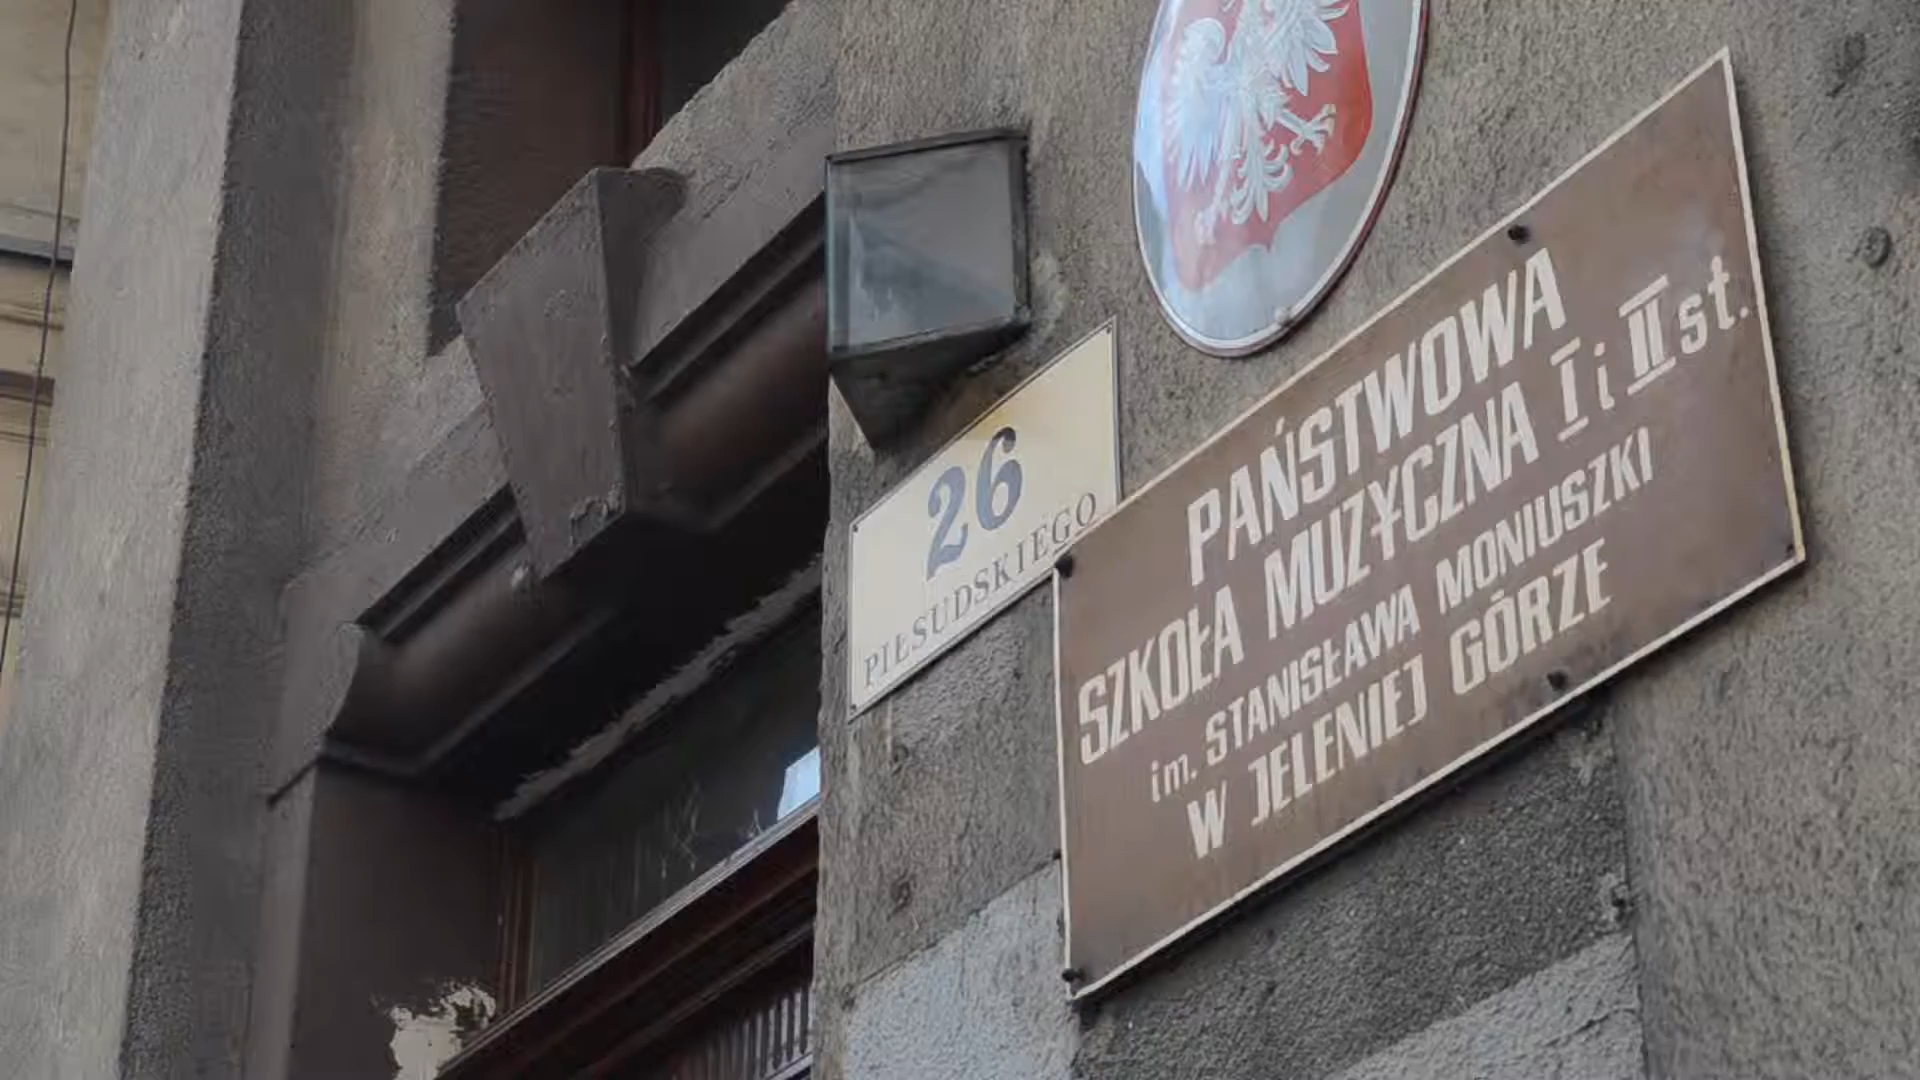 26
PIŁSUDSKIEGO
PAŃSTWOWA
SZKOŁA MUZYCZNA I i II st.
im. STANISŁAWA MONIUSZKI
W JELENIEJ GÓRZE